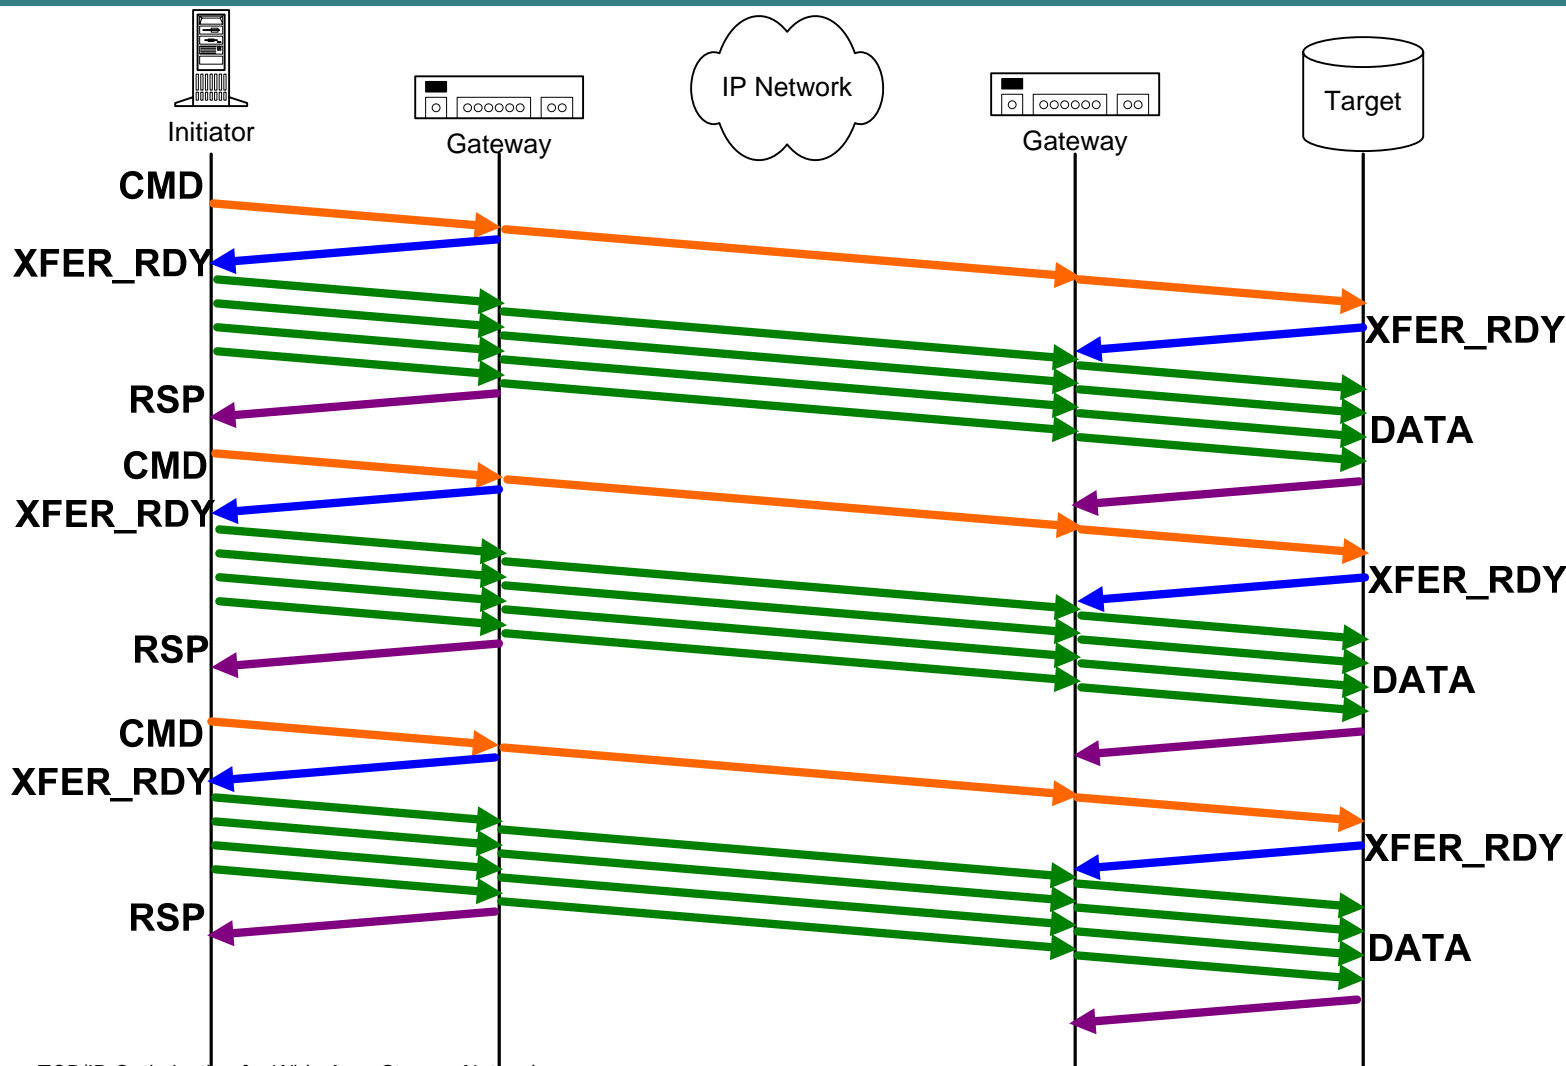 IP Network
Target
Initiator
Gateway
Gateway
CMD
XFER_RDY
XFER_RDY
RSP
DATA
CMD
XFER_RDY
XFER_RDY
RSP
DATA
CMD
XFER_RDY
XFER_RDY
RSP
DATA